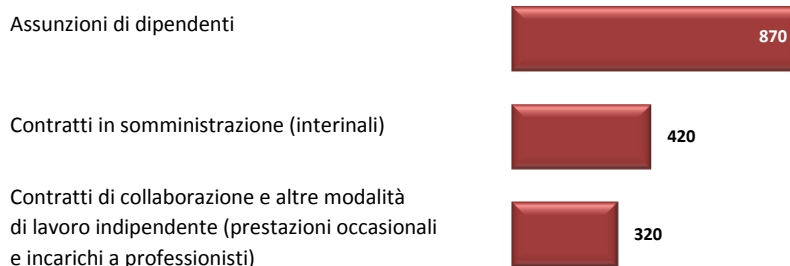 Assunzioni di dipendenti
870
Contratti in somministrazione (interinali)
420
Contratti di collaborazione e altre modalità
di lavoro indipendente (prestazioni occasionali
e incarichi a professionisti)
320